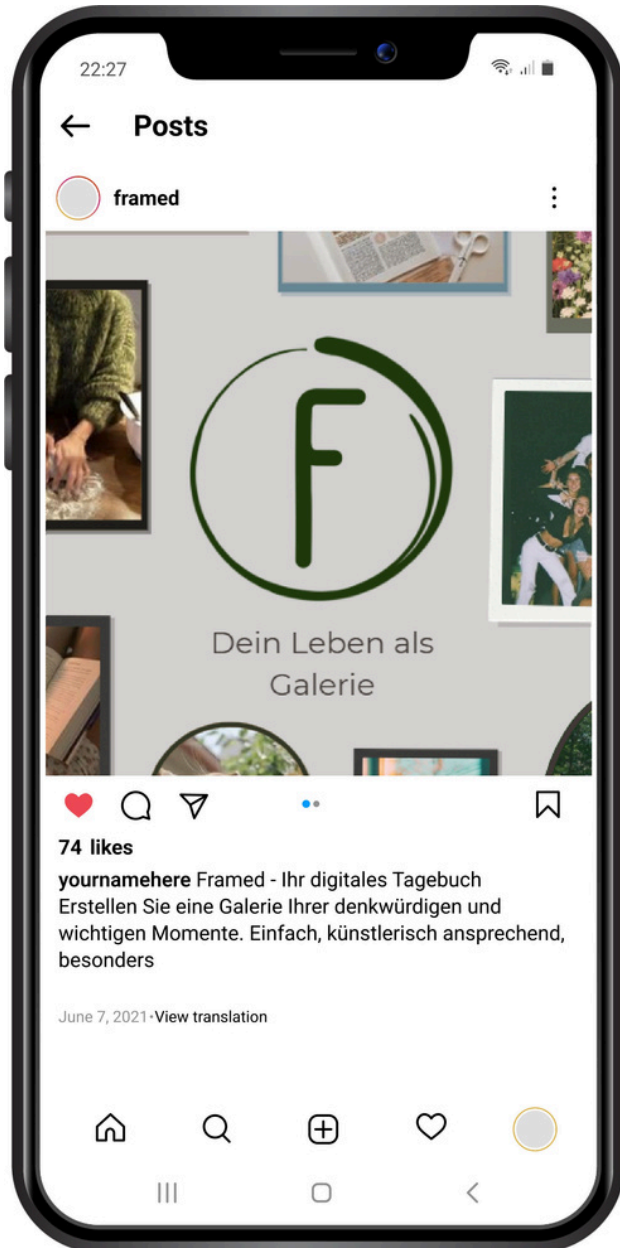 22:27
Posts
framed
F
Dein Leben als
Galerie
74 likes
yournamehere Framed - Ihr digitales Tagebuch
Erstellen Sie eine Galerie Ihrer denkwürdigen und
wichtigen Momente. Einfach, künstlerisch ansprechend,
besonders
June 7, 2021·View translation